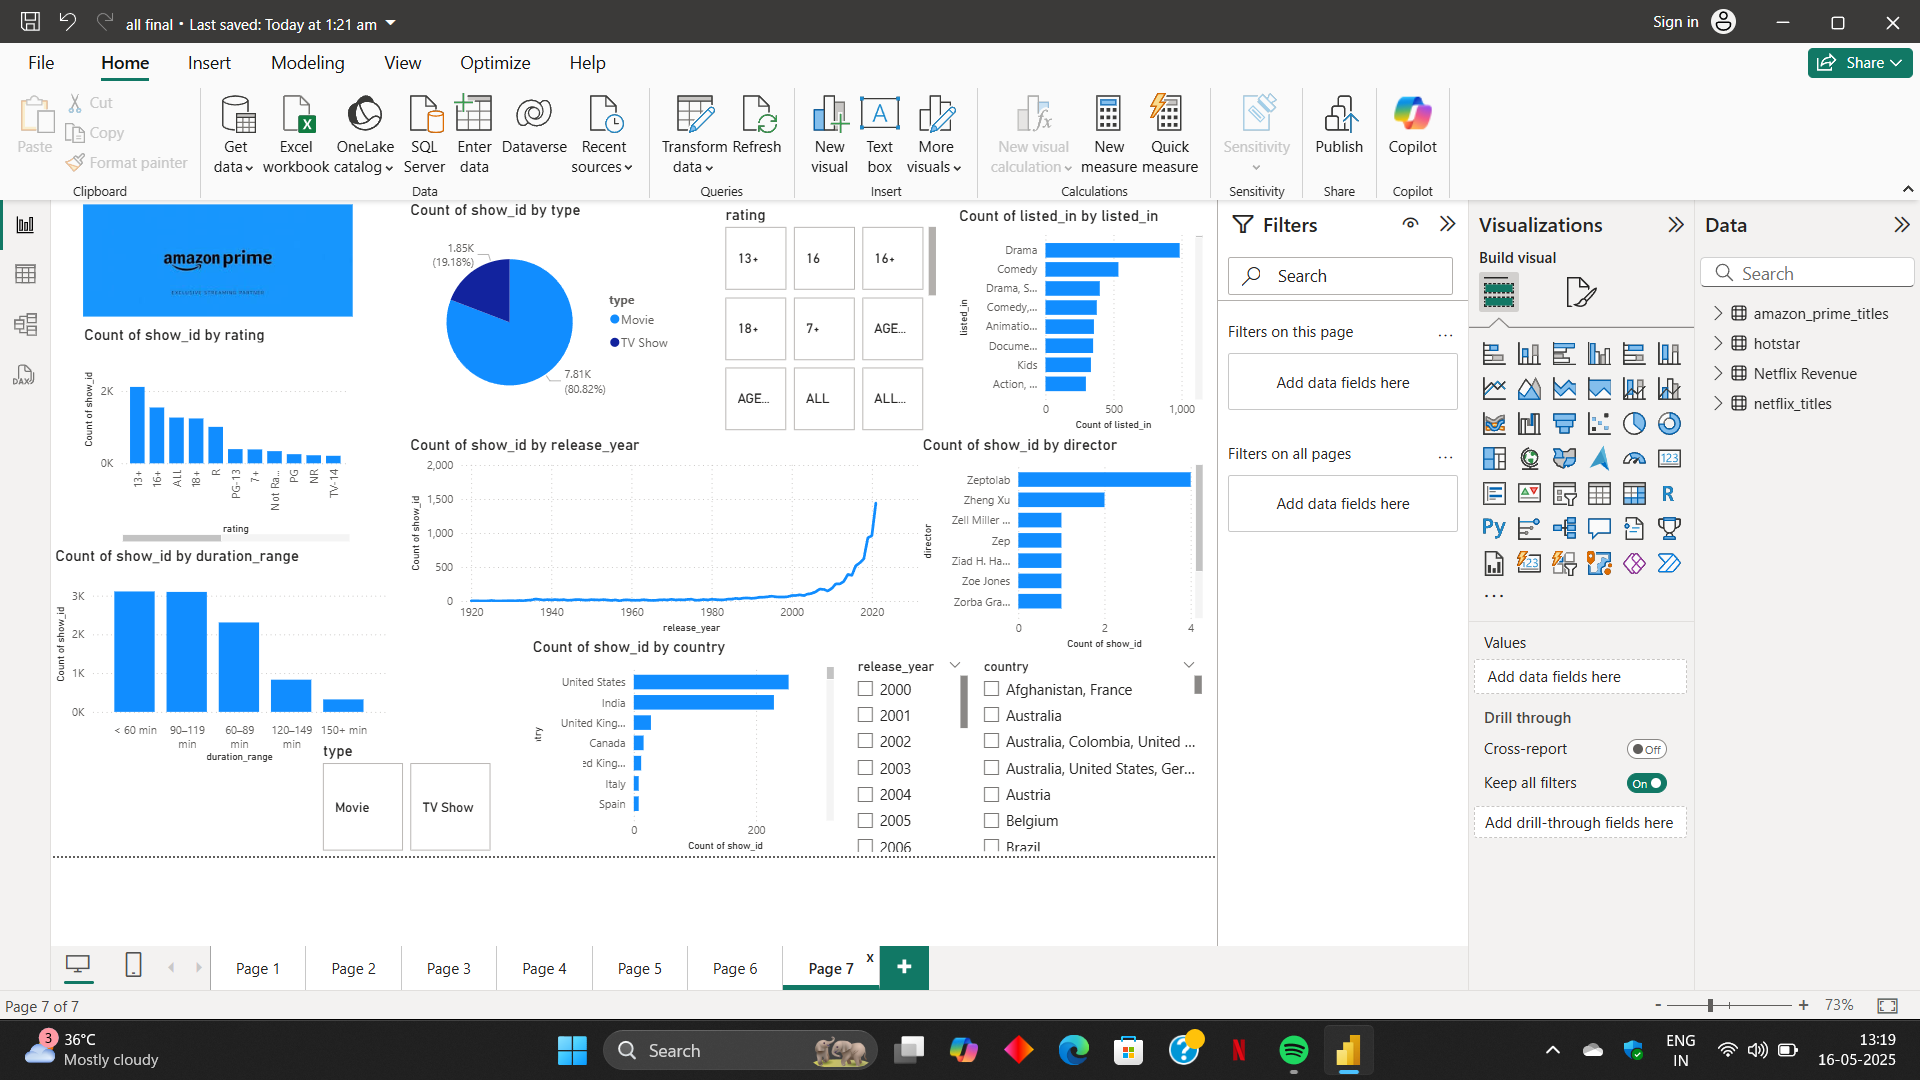 all final • Last saved: Today at 1:21 am
Sign in
File
Home
Insert
Modeling
View
Optimize
Help
Share
Paste
Cut
Copy
Format painter
Clipboard
Get data
Excel workbook
OneLake catalog
SQL Server
Enter data
Dataverse
Recent sources
Data
Transform data
Refresh
Queries
New visual
Text box
More visuals
Insert
New visual calculation
New measure
Quick measure
Calculations
Sensitivity
Sensitivity
Publish
Share
Copilot
Copilot
amazon prime
EXCLUSIVE STREAMING PARTNER
Count of show_id by rating
Count of show_id
2K
0K
13+
16+
ALL
18+
R
PG-13
7+
Not Ra...
PG
NR
TV-14
rating
Count of show_id by duration_range
Count of show_id
3K
2K
1K
0K
< 60 min
90–119 min
60–89 min
120–149 min
150+ min
duration_range
type
Movie
TV Show
Count of show_id by type
1.85K
(19.18%)
7.81K
(80.82%)
type
Movie
TV Show
rating
13+
16
16+
18+
7+
AGE...
AGE...
ALL
ALL...
Count of listed_in by listed_in
listed_in
Drama
Comedy
Drama, S...
Comedy,...
Animatio...
Docume...
Kids
Action, ...
0
500
1,000
Count of listed_in
Count of show_id by release_year
Count of show_id
2,000
1,500
1,000
500
0
1920
1940
1960
1980
2000
2020
release_year
Count of show_id by director
director
Zeptolab
Zheng Xu
Zell Miller ...
Zep
Ziad H. Ha...
Zoe Jones
Zorba Gra...
0
2
4
Count of show_id
Count of show_id by country
ntry
United States
India
United King...
Canada
ed King...
Italy
Spain
0
200
Count of show_id
release_year
2000
2001
2002
2003
2004
2005
2006
country
Afghanistan, France
Australia
Australia, Colombia, United ...
Australia, United States, Ger...
Austria
Belgium
Brazil
Filters
Search
Filters on this page
...
Add data fields here
Filters on all pages
...
Add data fields here
Visualizations
Build visual
123
R
Py
123
...
Values
Add data fields here
Drill through
Cross-report
Off
Keep all filters
On
Add drill-through fields here
Data
Search
amazon_prime_titles
hotstar
Netflix Revenue
netflix_titles
DAX
Page 1
Page 2
Page 3
Page 4
Page 5
Page 6
Page 7
x
+
Page 7 of 7
- + 73%
3
36°C
Mostly cloudy
Search
N
ENG
IN
13:19
16-05-2025